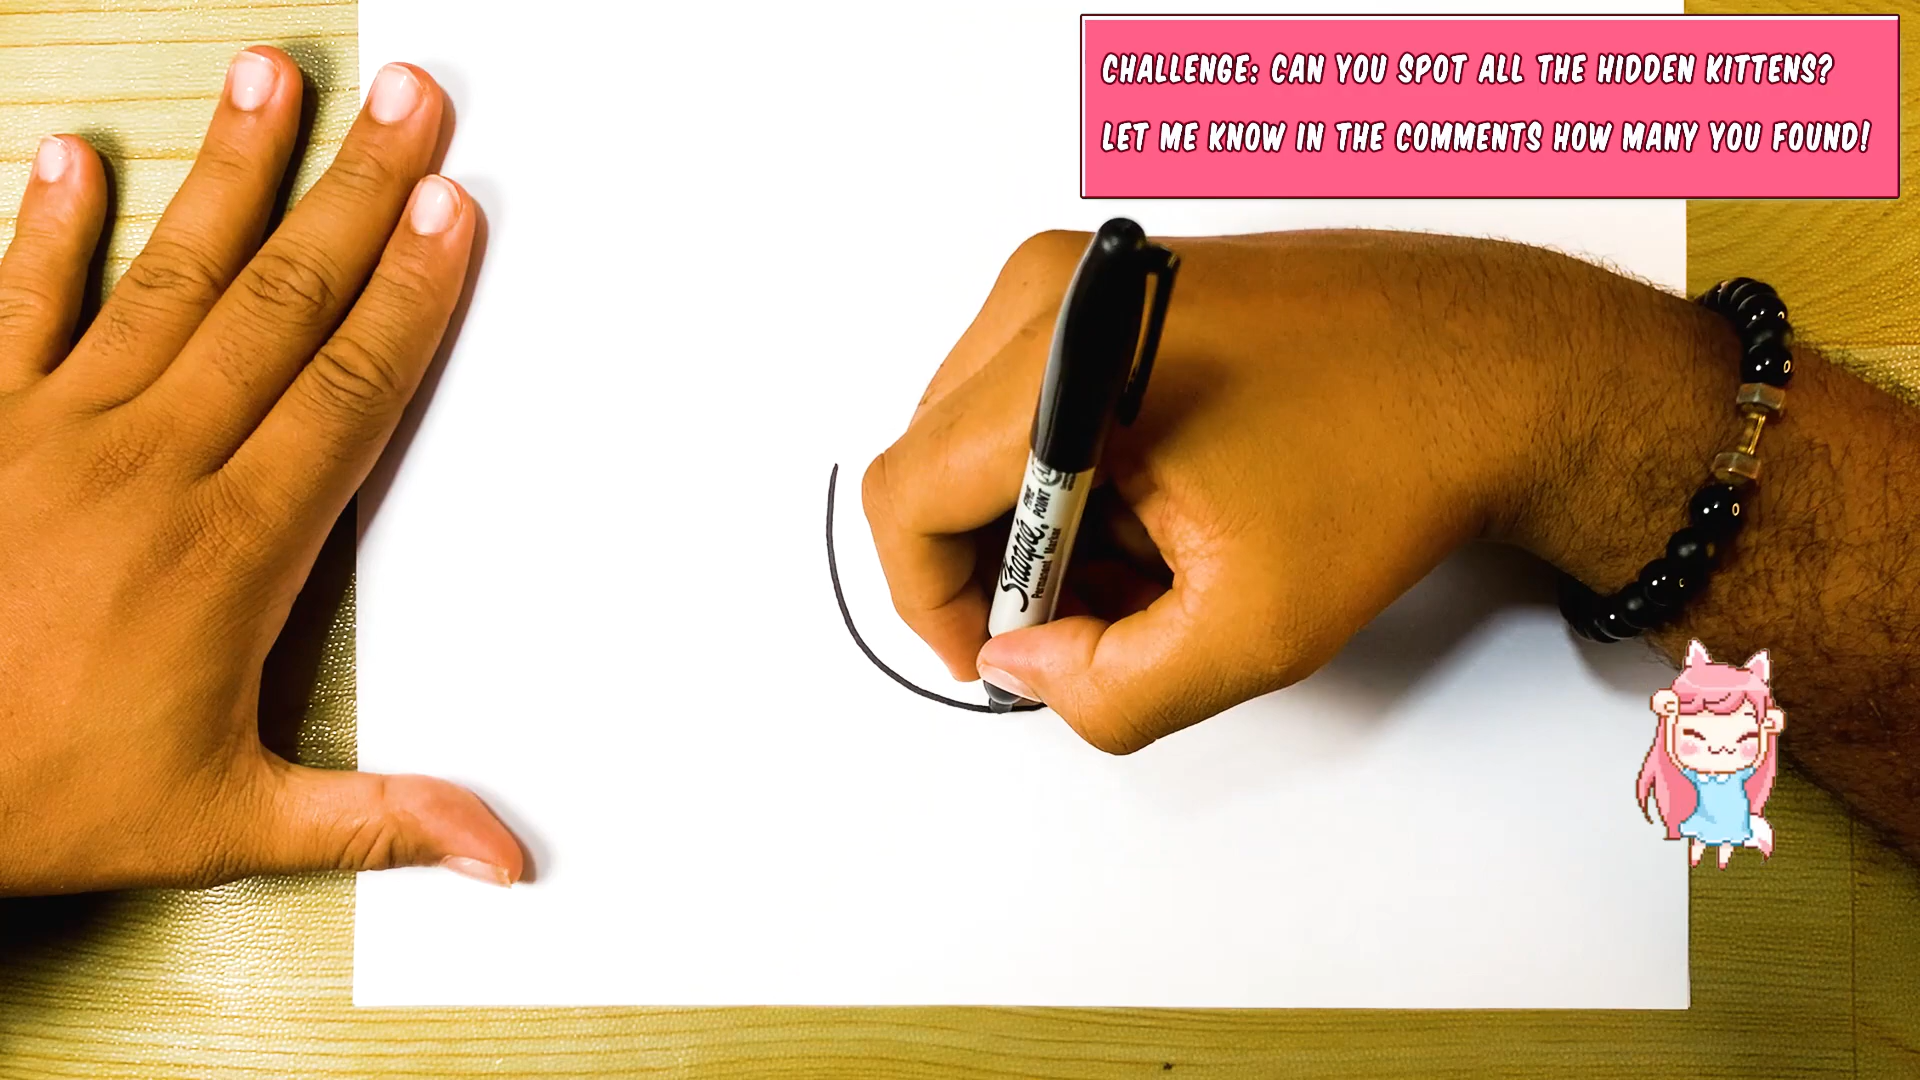 CHALLENGE: CAN YOU SPOT ALL THE HIDDEN KITTENS?
LET ME KNOW IN THE COMMENTS HOW MANY YOU FOUND!
Sharpie®
FINE POINT
Permanent Marker